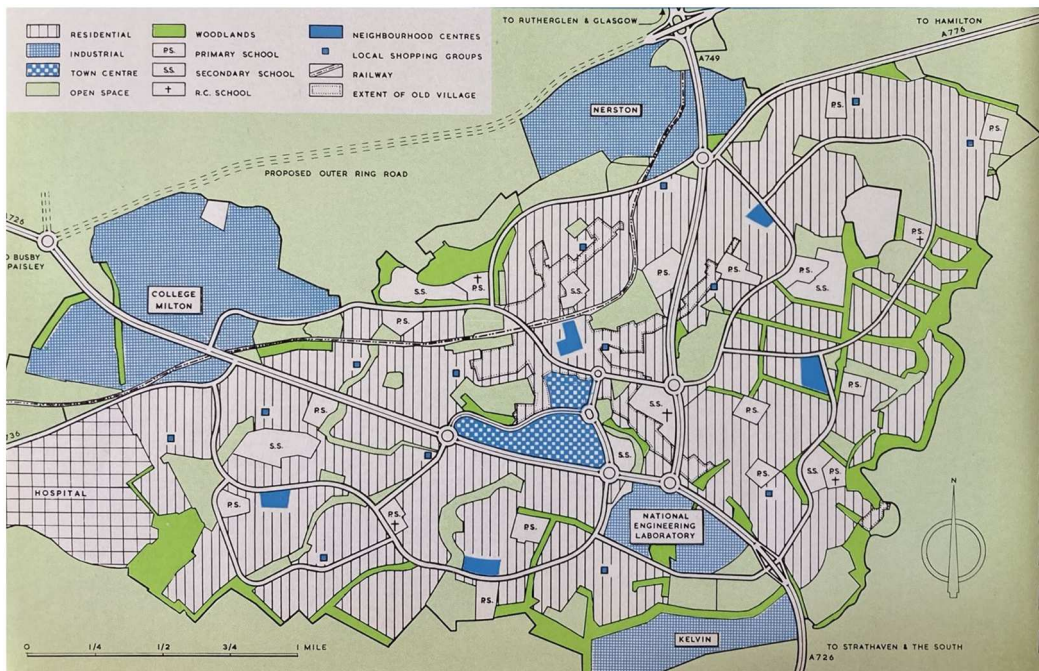 RESIDENTIAL
INDUSTRIAL
TOWN CENTRE
OPEN SPACE
WOODLANDS
P.S. PRIMARY SCHOOL
S.S. SECONDARY SCHOOL
R.C. SCHOOL
NEIGHBOURHOOD CENTRES
LOCAL SHOPPING GROUPS
RAILWAY
EXTENT OF OLD VILLAGE
TO RUTHERGLEN & GLASGOW
A749
TO HAMILTON
A776
NERSTON
PROPOSED OUTER RING ROAD
A726
BUSBY
PAISLEY
COLLEGE
MILTON
P.S.
P.S.
P.S.
S.S.
P.S.
S.S.
P.S.
P.S.
P.S.
S.S.
P.S.
P.S.
S.S.
P.S.
P.S.
S.S.
S.S.
P.S.
S.S.
P.S.
HOSPITAL
P.S.
P.S.
P.S.
P.S.
NATIONAL
ENGINEERING
LABORATORY
N
KELVIN
0 1/4 1/2 3/4 1 MILE
A726
TO STRATHAVEN & THE SOUTH